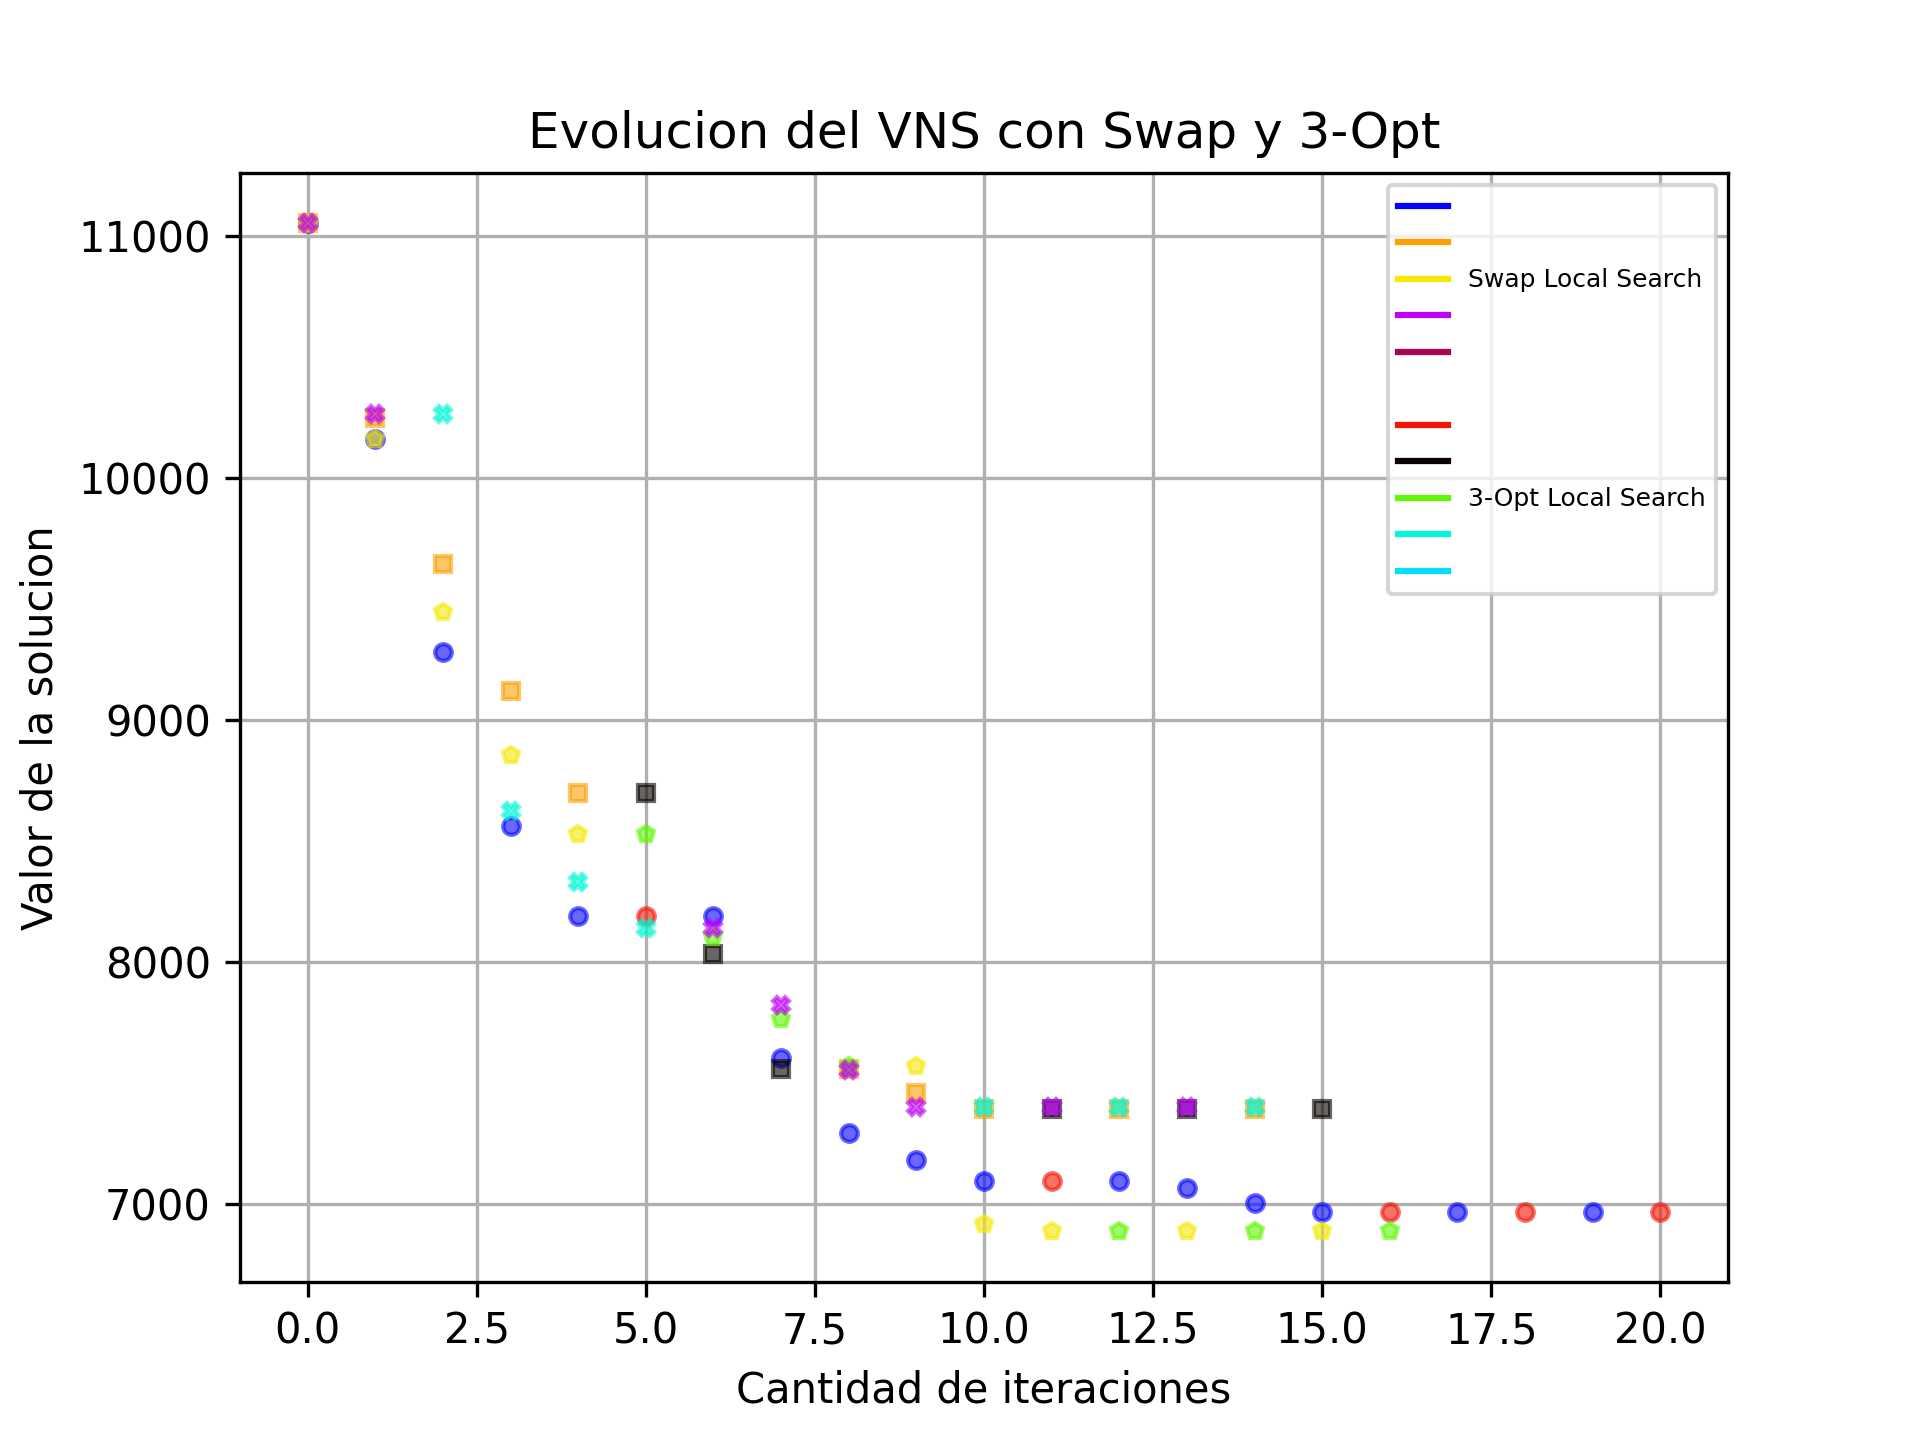 Evolucion del VNS con Swap y 3-Opt
11000
10000
9000
8000
7000
Valor de la solucion
Swap Local Search
3-Opt Local Search
0.0 2.5 5.0 7.5 10.0 12.5 15.0 17.5 20.0
Cantidad de iteraciones